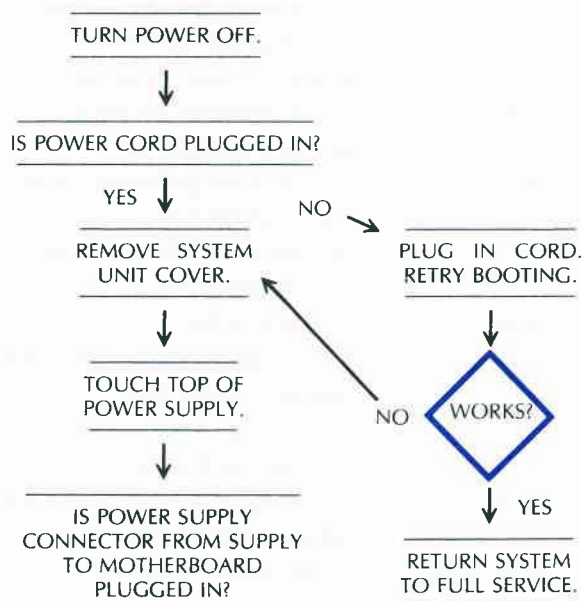 TURN POWER OFF.
IS POWER CORD PLUGGED IN?
YES
NO
REMOVE SYSTEM
UNIT COVER.
PLUG IN CORD.
RETRY BOOTING.
TOUCH TOP OF
POWER SUPPLY.
NO
WORKS?
IS POWER SUPPLY
CONNECTOR FROM SUPPLY
TO MOTHERBOARD
PLUGGED IN?
YES
RETURN SYSTEM
TO FULL SERVICE.